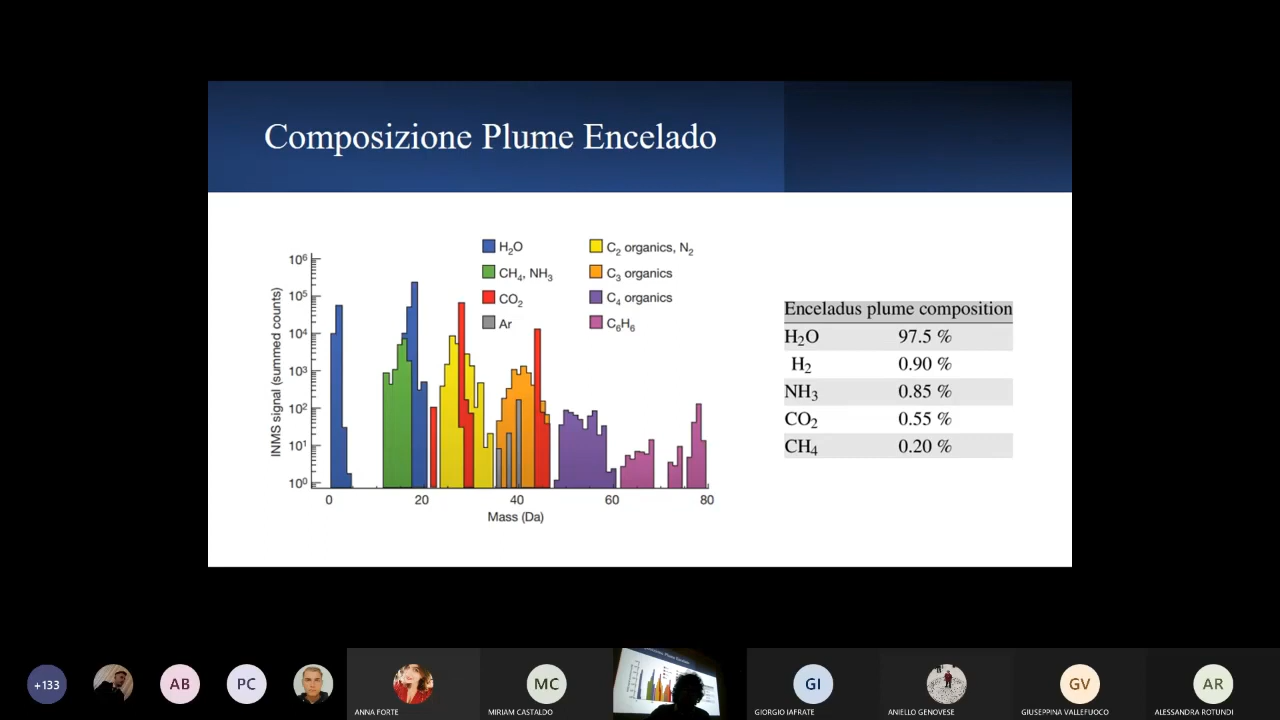 Composizione Plume Encelado
H₂O
CH₄, NH₃
CO₂
Ar
C₂ organics, N₂
C₃ organics
C₄ organics
C₆H₆
INMS signal (summed counts)
10⁶
10⁵
10⁴
10³
10²
10¹
10⁰
0 20 40 60 80
Mass (Da)
Enceladus plume composition
H₂O 97.5 %
H₂ 0.90 %
NH₃ 0.85 %
CO₂ 0.55 %
CH₄ 0.20 %
+133 AB PC MC GI GV AR
ANNA FORTE MIRIAM CASTALDO GIORGIO IAFRATE ANIELLO GENOVESE GIUSEPPINA VALLEFUOCO ALESSANDRA ROTUNDI